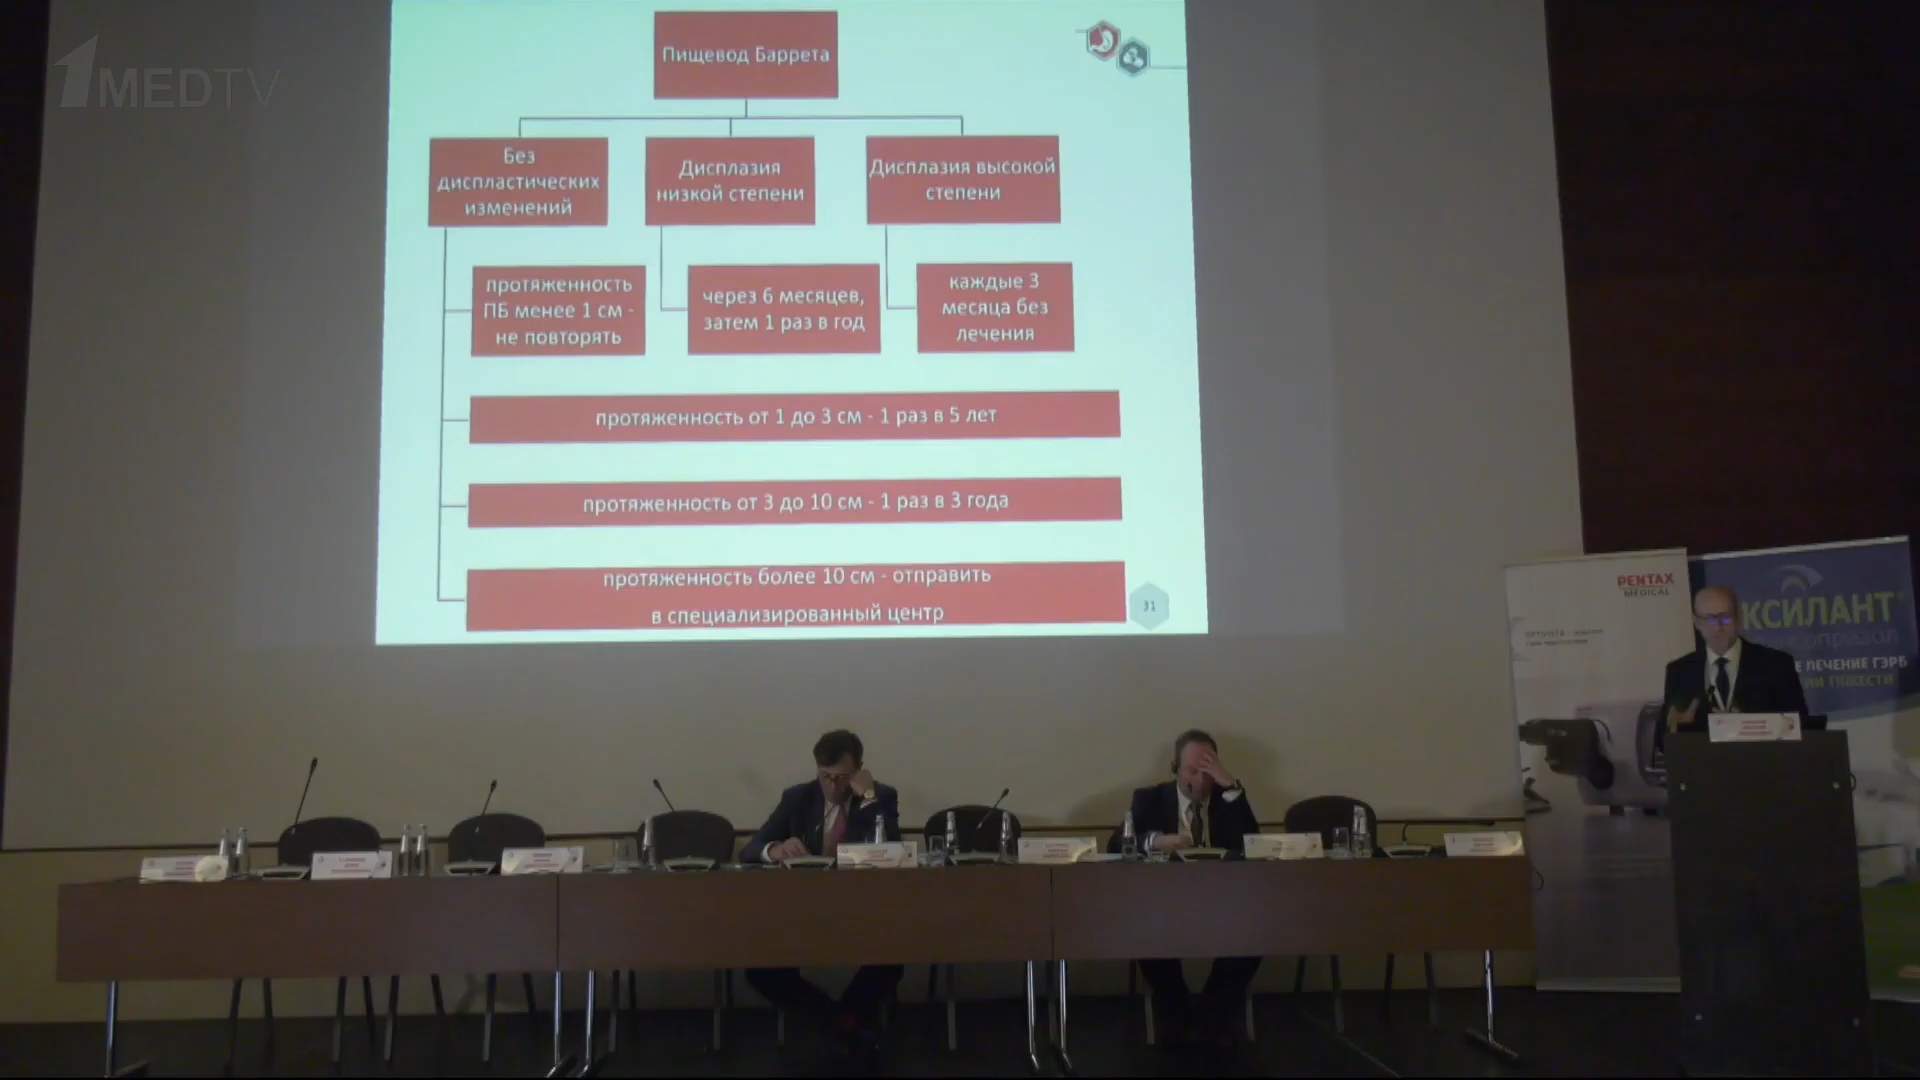 1MEDTV
Пищевод Баррета
Без
диспластических
изменений
Дисплазия
низкой степени
Дисплазия высокой
степени
протяженность
ПБ менее 1 см -
не повторять
через 6 месяцев,
затем 1 раз в год
каждые 3
месяца без
лечения
протяженность от 1 до 3 см - 1 раз в 5 лет
протяженность от 3 до 10 см - 1 раз в 3 года
протяженность более 10 см - отправить
в специализированный центр
31
PENTAX
MEDICAL
КСИЛАНТ
Е ЛЕЧЕНИЕ ГЭРБ
ТЯЖЕСТИ